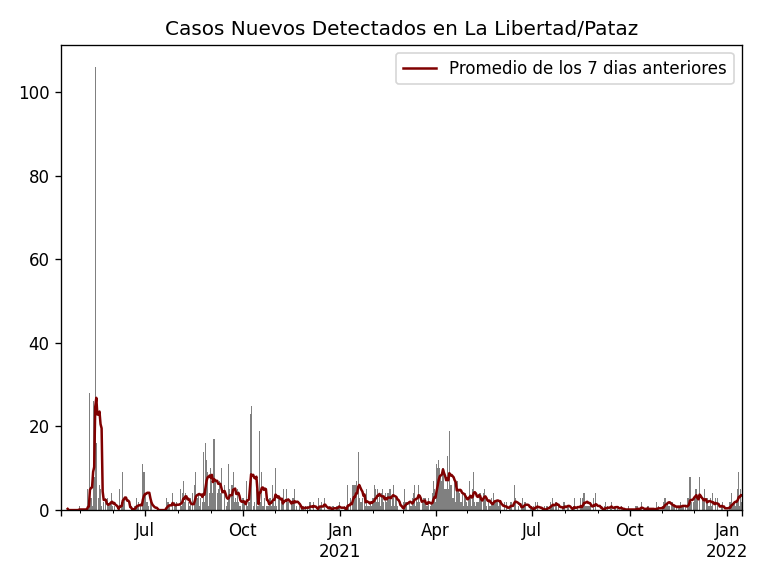 Casos Nuevos Detectados en La Libertad/Pataz
Promedio de los 7 dias anteriores
100
80
60
40
20
0
Jul Oct Jan Apr Jul Oct Jan
2021 2022